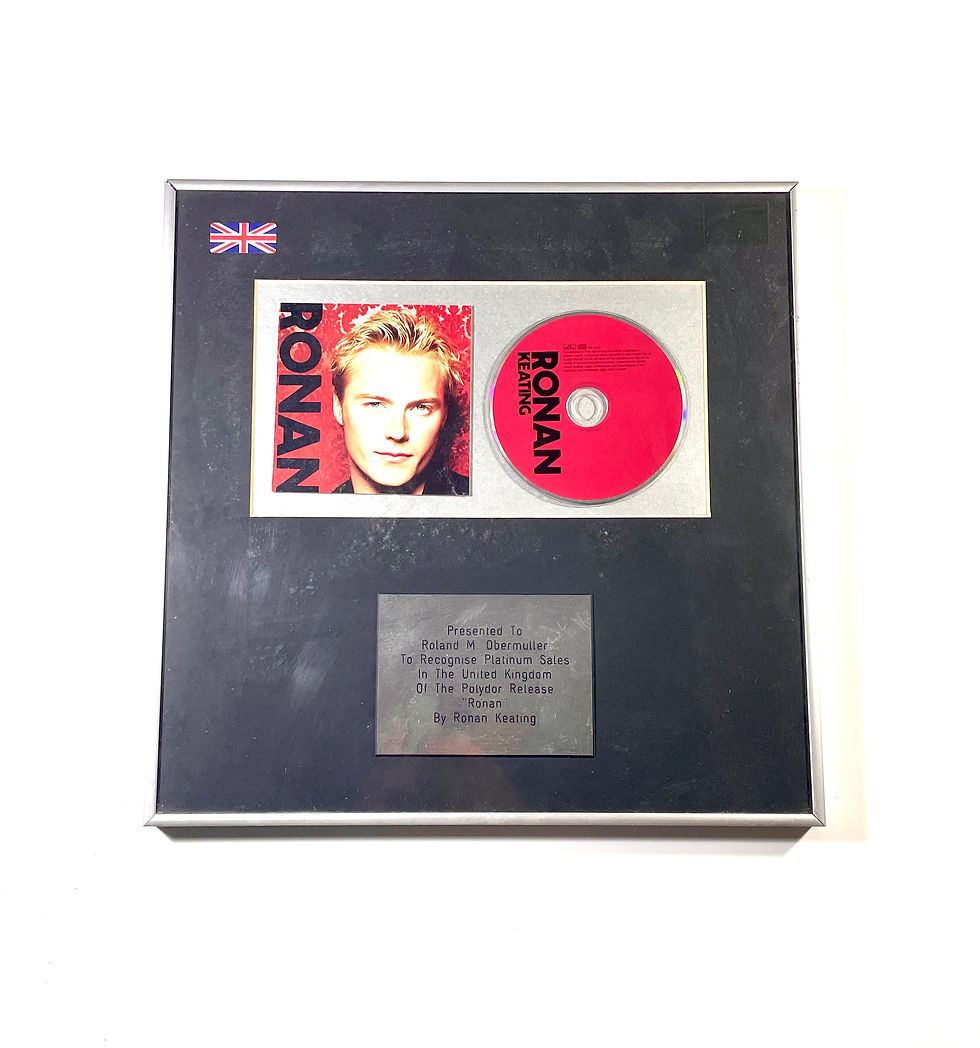 RONAN
RONAN
KEATING
Presented To
Roland M Obermuller
To Recognise Platinum Sales
In The United Kingdom
Of The Polydor Release
"Ronan"
By Ronan Keating